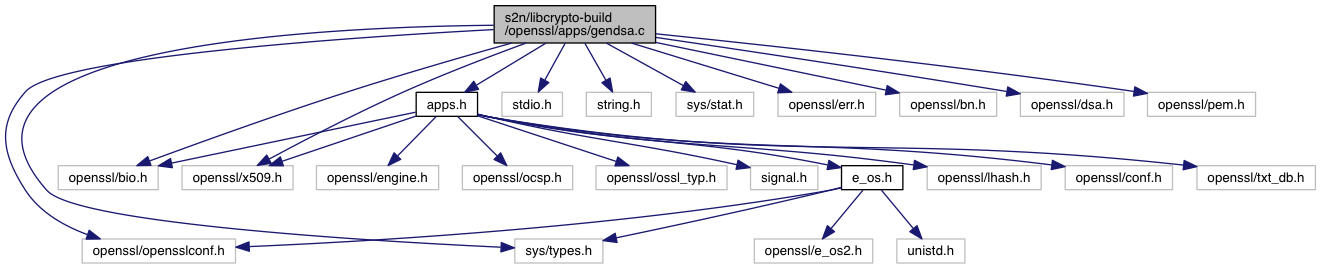 s2n/libcrypto-build
/openssl/apps/gendsa.c
apps.h
stdio.h
string.h
sys/stat.h
openssl/err.h
openssl/bn.h
openssl/dsa.h
openssl/pem.h
openssl/bio.h
openssl/x509.h
openssl/engine.h
openssl/ocsp.h
openssl/ossl_typ.h
signal.h
e_os.h
openssl/lhash.h
openssl/conf.h
openssl/txt_db.h
openssl/opensslconf.h
sys/types.h
openssl/e_os2.h
unistd.h